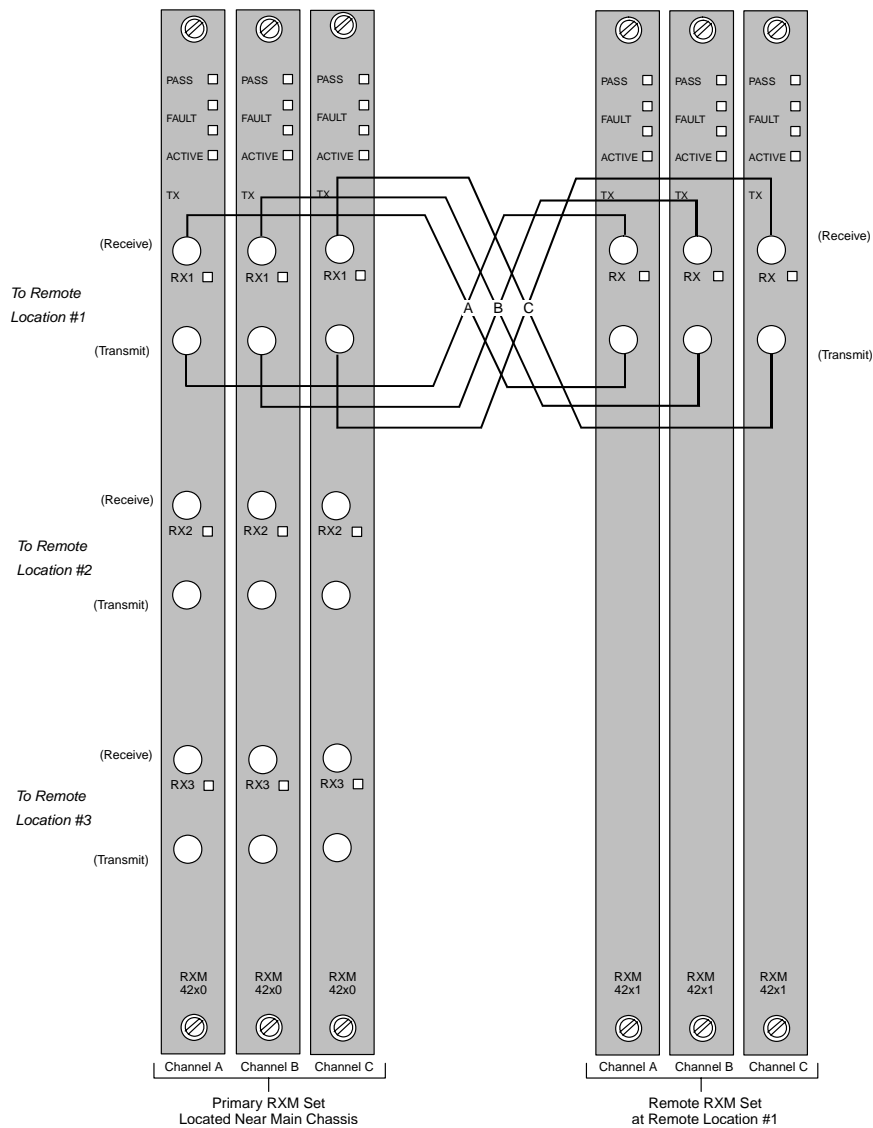 PASS PASS PASS PASS PASS PASS
FAULT FAULT FAULT FAULT FAULT FAULT
ACTIVE ACTIVE ACTIVE ACTIVE ACTIVE ACTIVE
TX TX TX TX TX TX
(Receive) (Receive)
RX1 RX1 RX1 RX RX RX
To Remote
Location #1
A B C
(Transmit) (Transmit)
(Receive)
RX2 RX2 RX2
To Remote
Location #2
(Transmit)
(Receive)
RX3 RX3 RX3
To Remote
Location #3
(Transmit)
RXM RXM RXM RXM RXM RXM
42x0 42x0 42x0 42x1 42x1 42x1
Channel A Channel B Channel C Channel A Channel B Channel C
Primary RXM Set
Located Near Main Chassis
Remote RXM Set
at Remote Location #1